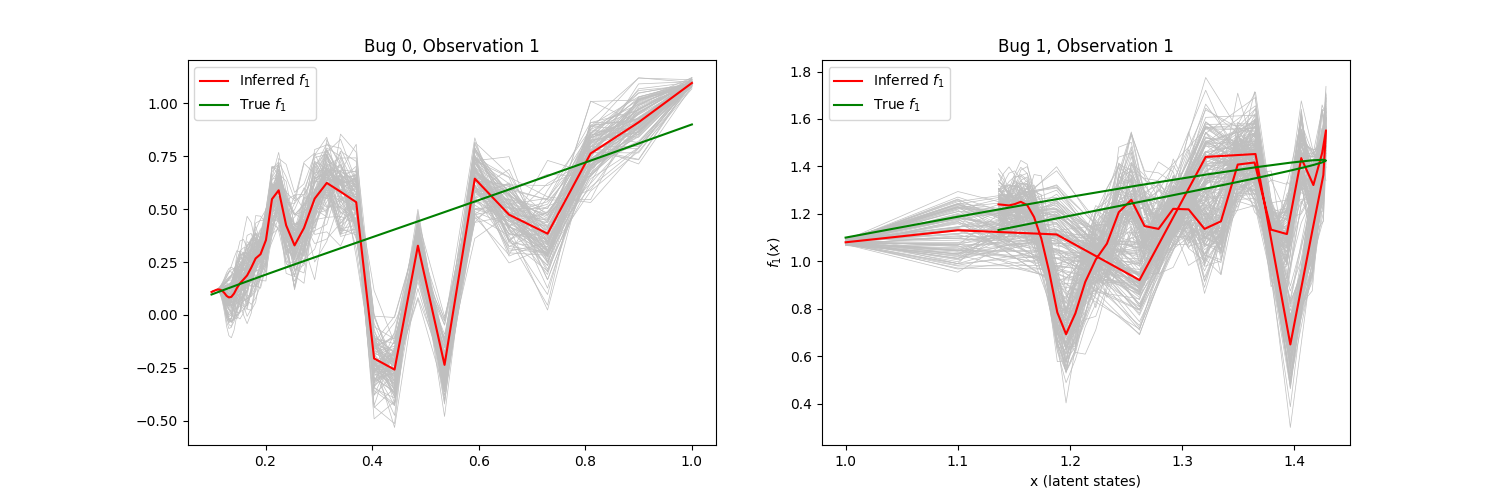 Bug 0, Observation 1
Inferred f₁
True f₁
1.00
0.75
0.50
0.25
0.00
−0.25
−0.50
0.2 0.4 0.6 0.8 1.0
Bug 1, Observation 1
Inferred f₁
True f₁
1.8
1.6
1.4
1.2
1.0
0.8
0.6
0.4
f₁(x)
1.0 1.1 1.2 1.3 1.4
x (latent states)